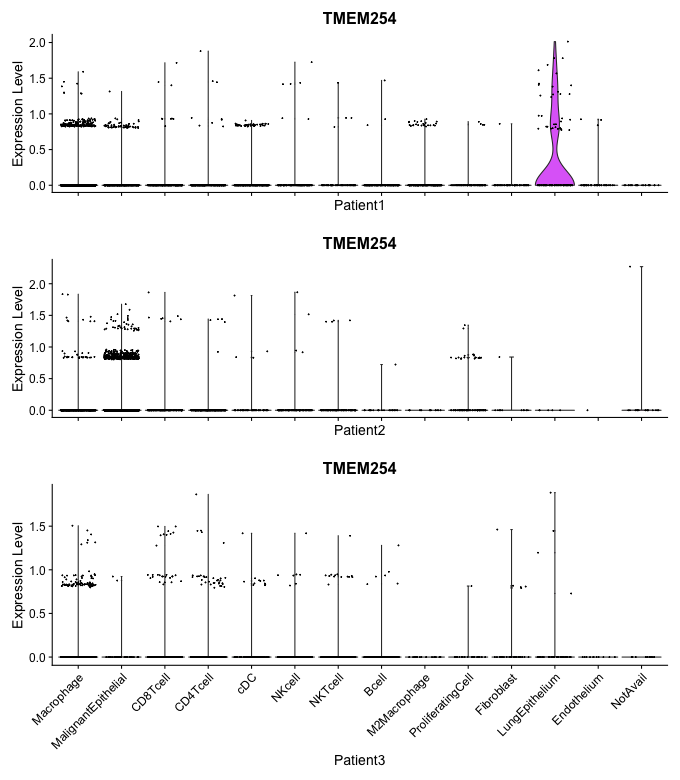 TMEM254
Expression Level
2.0
1.5
1.0
0.5
0.0
Patient1
TMEM254
Expression Level
2.0
1.5
1.0
0.5
0.0
Patient2
TMEM254
Expression Level
1.5
1.0
0.5
0.0
Macrophage
MalignantEpithelial
CD8Tcell
CD4Tcell
cDC
NKcell
NKTcell
Bcell
M2Macrophage
ProliferatingCell
Fibroblast
LungEpithelium
Endothelium
NotAvail
Patient3